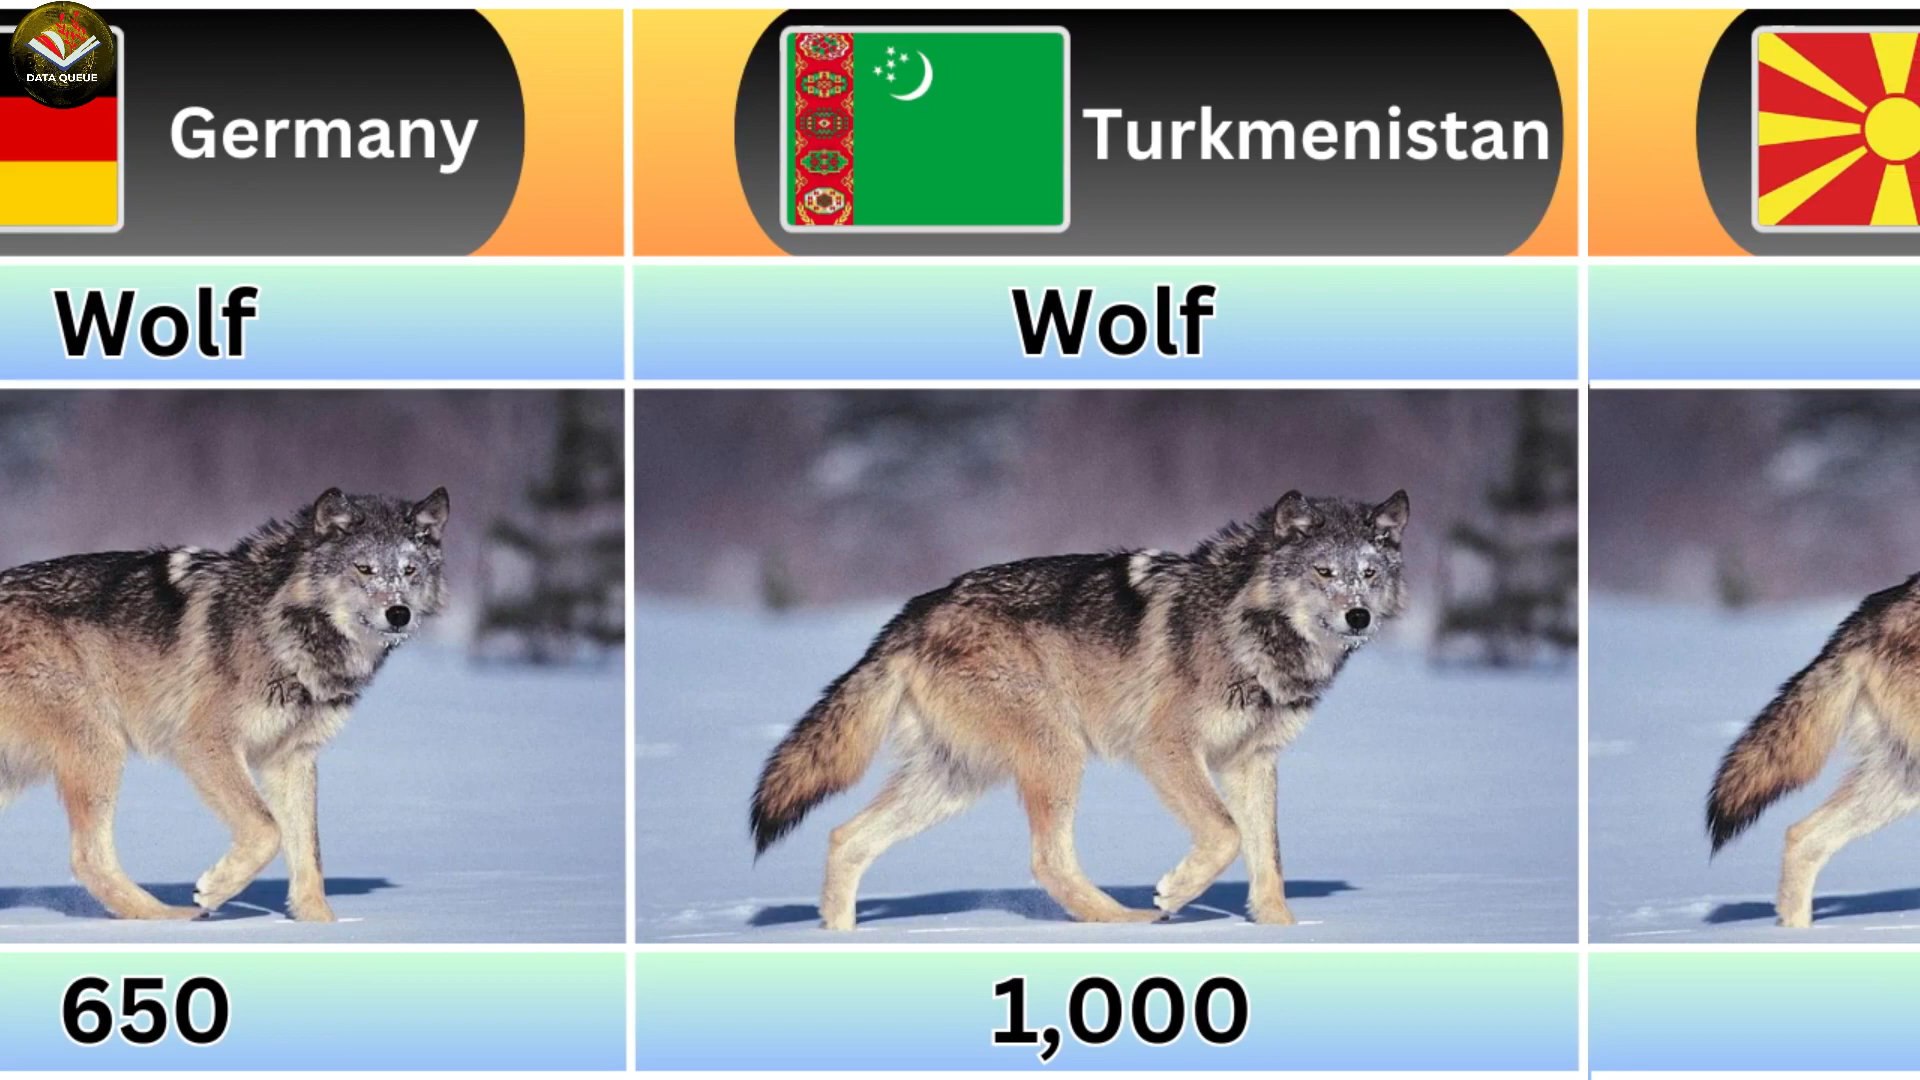 DATA QUEUE
Germany
Turkmenistan
Wolf
Wolf
650
1,000